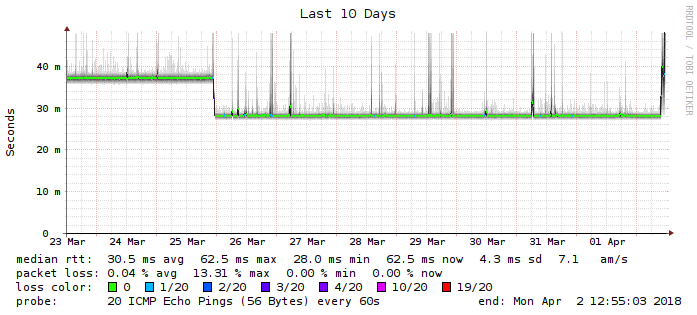 Last 10 Days
RRDTOOL / TOBI OETIKER
Seconds
40 m
30 m
20 m
10 m
0
23 Mar 24 Mar 25 Mar 26 Mar 27 Mar 28 Mar 29 Mar 30 Mar 31 Mar 01 Apr
median rtt: 30.5 ms avg 62.5 ms max 28.0 ms min 62.5 ms now 4.3 ms sd 7.1 am/s
packet loss: 0.04 % avg 13.31 % max 0.00 % min 0.00 % now
loss color: 0 1/20 2/20 3/20 4/20 10/20 19/20
probe: 20 ICMP Echo Pings (56 Bytes) every 60s end: Mon Apr 2 12:55:03 2018